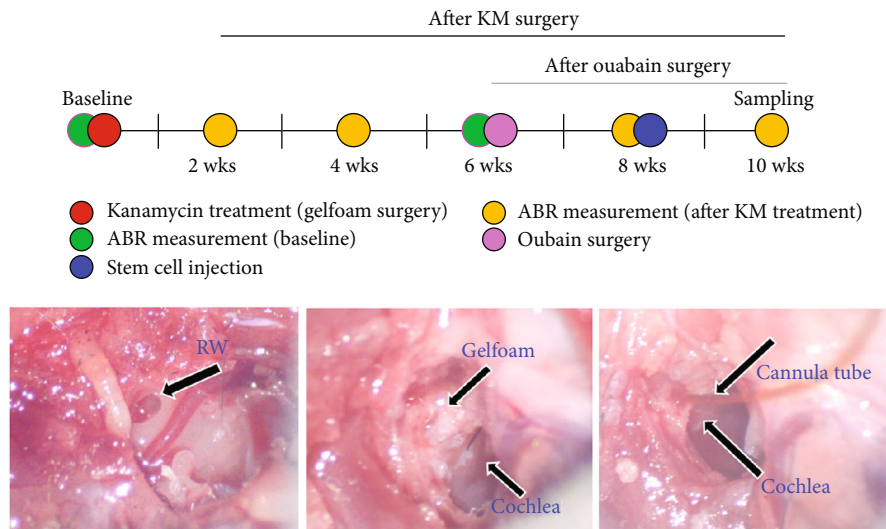 After KM surgery
After ouabain surgery
Baseline
Sampling
2 wks
4 wks
6 wks
8 wks
10 wks
Kanamycin treatment (gelfoam surgery)
ABR measurement (baseline)
Stem cell injection
ABR measurement (after KM treatment)
Oubain surgery
RW
Gelfoam
Cochlea
Cannula tube
Cochlea